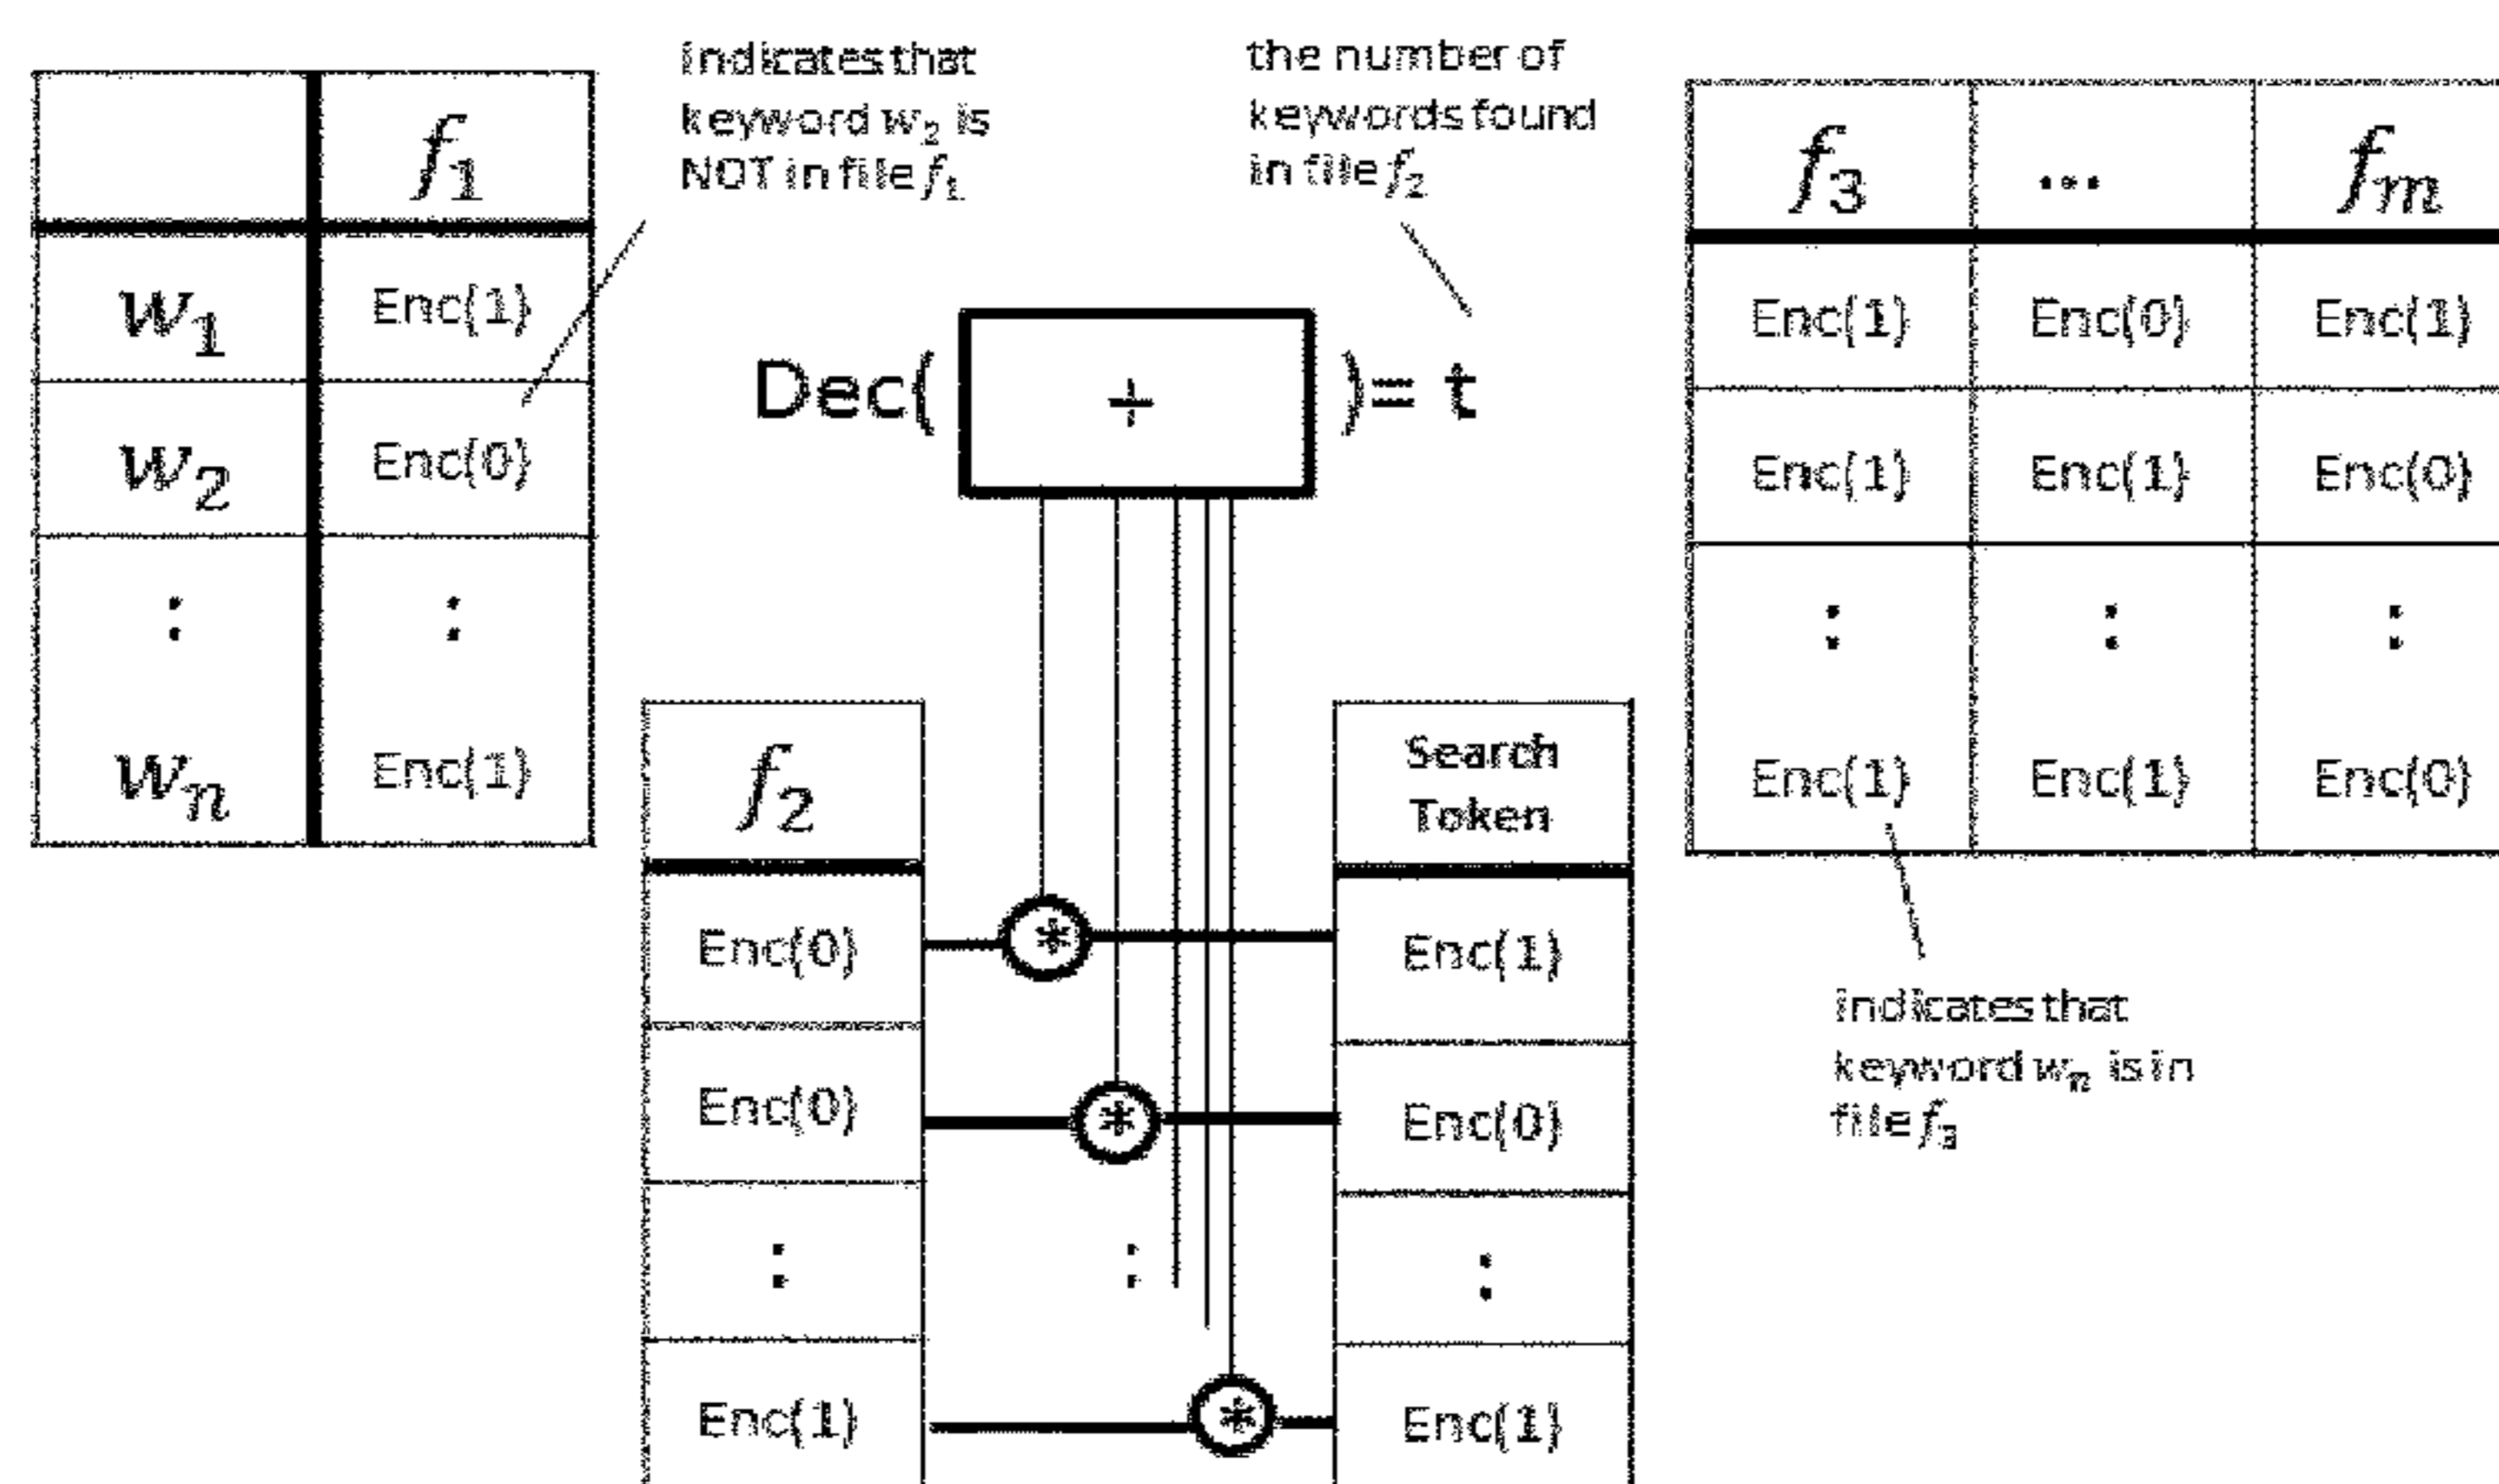 f1
w1 Enc(1)
w2 Enc(0)
: :
wn Enc(1)
indicates that
keyword w2 is
NOT in file f1
the number of
keywords found
in file f2
Dec( + )= t
f3 ... fm
Enc(1) Enc(0) Enc(1)
Enc(1) Enc(1) Enc(0)
: : :
Enc(1) Enc(1) Enc(0)
indicates that
keyword wn is in
file f3
f2 Search
Token
Enc(0) * Enc(1)
Enc(0) * Enc(0)
: : :
Enc(1) * Enc(1)